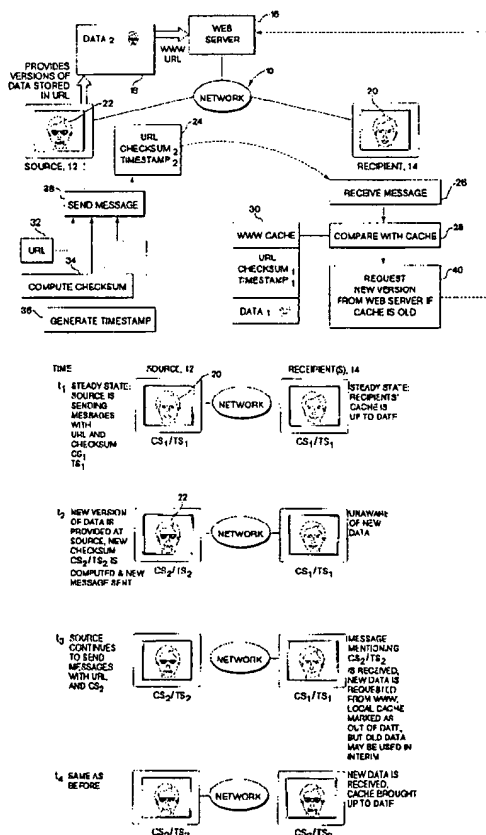 DATA 2
18
WWW
URL
WEB
SERVER
16
PROVIDES
VERSIONS OF
DATA STORED
IN URL
22
SOURCE, 12
NETWORK
10
20
RECIPIENT, 14
URL
CHECKSUM 2
TIMESTAMP 2
24
38
SEND MESSAGE
32
URL
34
COMPUTE CHECKSUM
36
GENERATE TIMESTAMP
RECEIVE MESSAGE
26
30
WWW CACHE
URL
CHECKSUM 1
TIMESTAMP 1
DATA 1
COMPARE WITH CACHE
28
REQUEST
NEW VERSION
FROM WEB SERVER IF
CACHE IS OLD
40
TIME
SOURCE, 12
20
RECEIPIENT(S), 14
t1 STEADY STATE:
SOURCE IS
SENDING
MESSAGES
WITH
URL AND
CHECKSUM
TS1
NETWORK
CS1/TS1
CS1/TS1
STEADY STATE:
RECIPIENTS'
CACHE IS
UP TO DATE
t2 NEW VERSION
OF DATA IS
PROVIDED AT
SOURCE, NEW
CHECKSUM
CS2/TS2 IS
COMPUTED & NEW
MESSAGE SENT
22
NETWORK
CS2/TS2
CS1/TS1
UNAWARE
OF NEW
DATA
t3 SOURCE
CONTINUES
TO SEND
MESSAGES
WITH URL
AND CS2
NETWORK
CS2/TS2
CS1/TS1
MESSAGE
MENTIONING
CS2/TS2
IS RECEIVED,
NEW DATA IS
REQUESTED
FROM WWW,
LOCAL CACHE
MARKED AS
OUT OF DATE,
BUT OLD DATA
MAY BE USED IN
INTERIM
t4 SAME AS
BEFORE
NETWORK
CS2/TS2
CS2/TS2
NEW DATA IS
RECEIVED,
CACHE BROUGHT
UP TO DATE